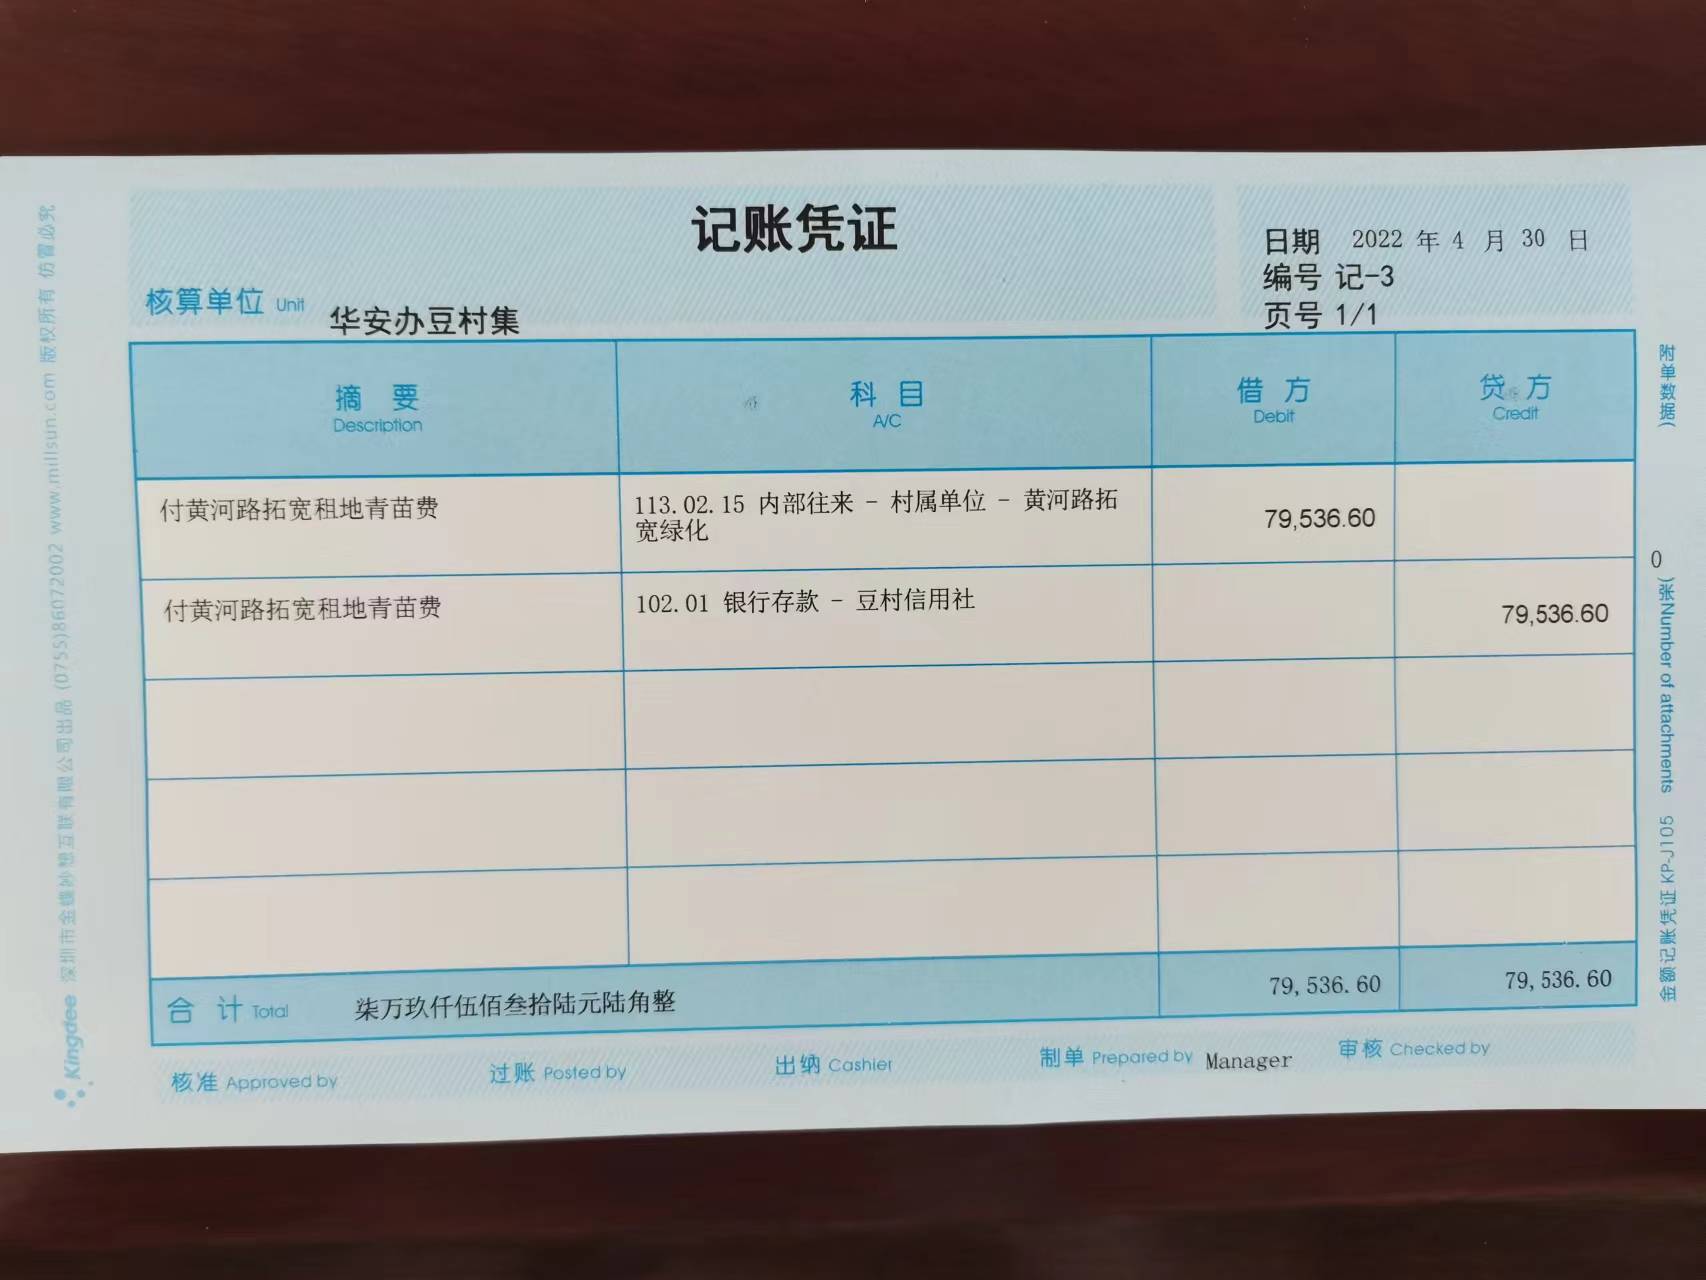 记账凭证
日期 2022 年 4 月 30 日
编号 记-3
页号 1/1
核算单位 Unit 华安办豆村集
摘 要 科 目 借 方 贷 方
Description A/C Debit Credit
付黄河路拓宽租地青苗费 113.02.15 内部往来 - 村属单位 - 黄河路拓 79,536.60
宽绿化
付黄河路拓宽租地青苗费 102.01 银行存款 - 豆村信用社 79,536.60
合 计 Total 柒万玖仟伍佰叁拾陆元陆角整 79,536.60 79,536.60
核准 Approved by 过账 Posted by 出纳 Cashier 制单 Prepared by Manager 审核 Checked by
附单数据( 0 )张Number of attachments 金额记账凭证 KP-J105
Kingdee 深圳市金蝶妙想互联有限公司出品 (0755)86072002 www.millsun.com 版权所有 仿冒必究